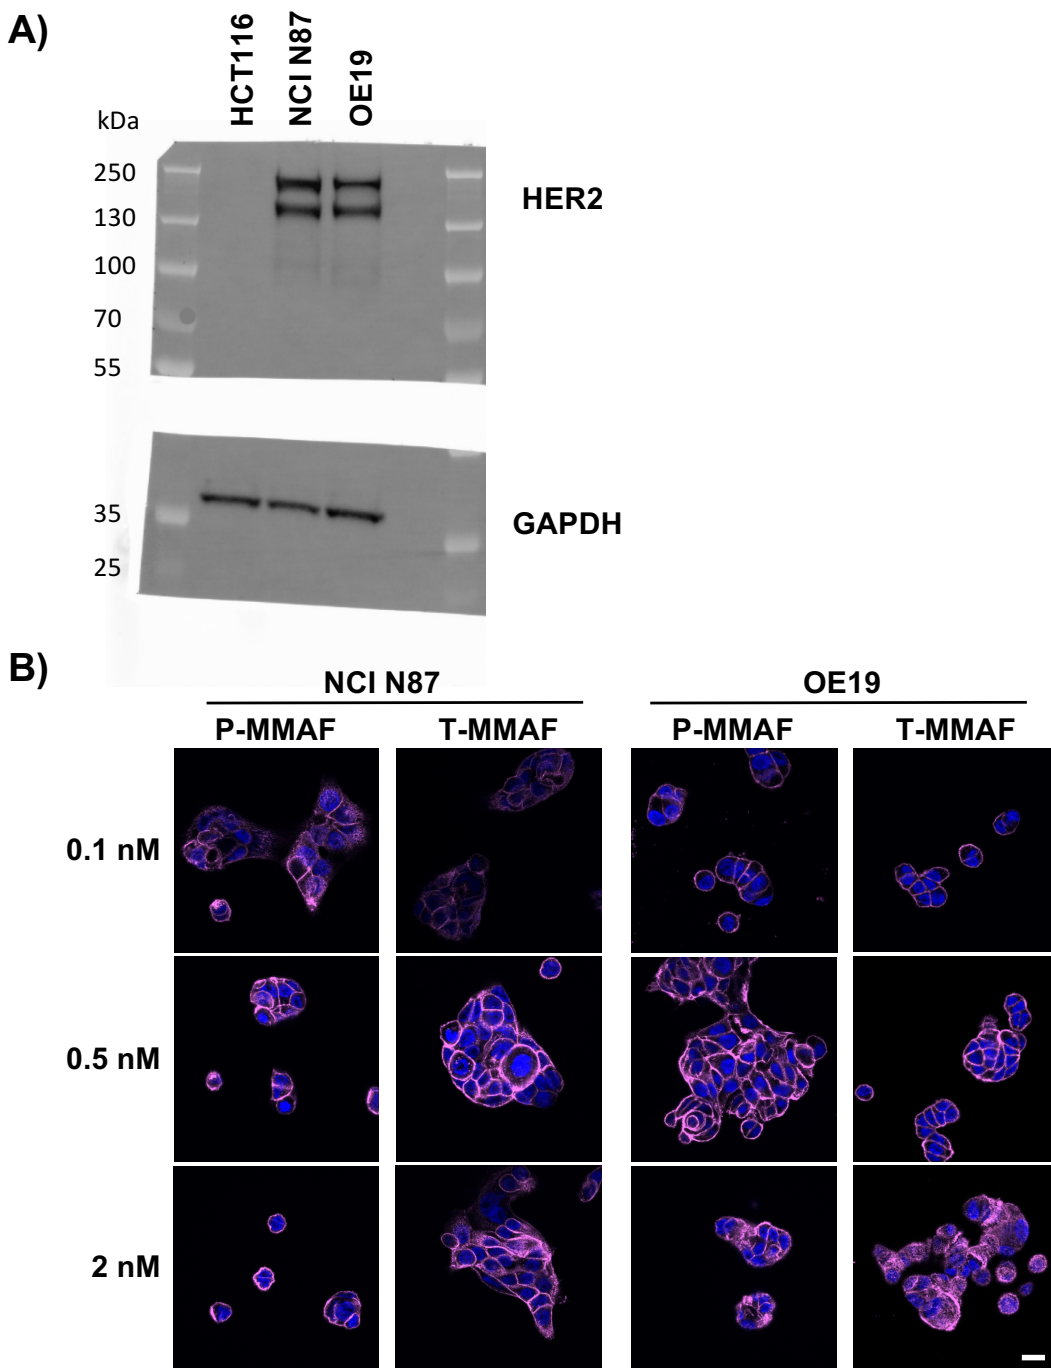 A)
HCT116
NCI N87
OE19
kDa
250
130
100
70
55
HER2
35
25
GAPDH
B)
NCI N87 OE19
P-MMAF T-MMAF P-MMAF T-MMAF
0.1 nM
0.5 nM
2 nM